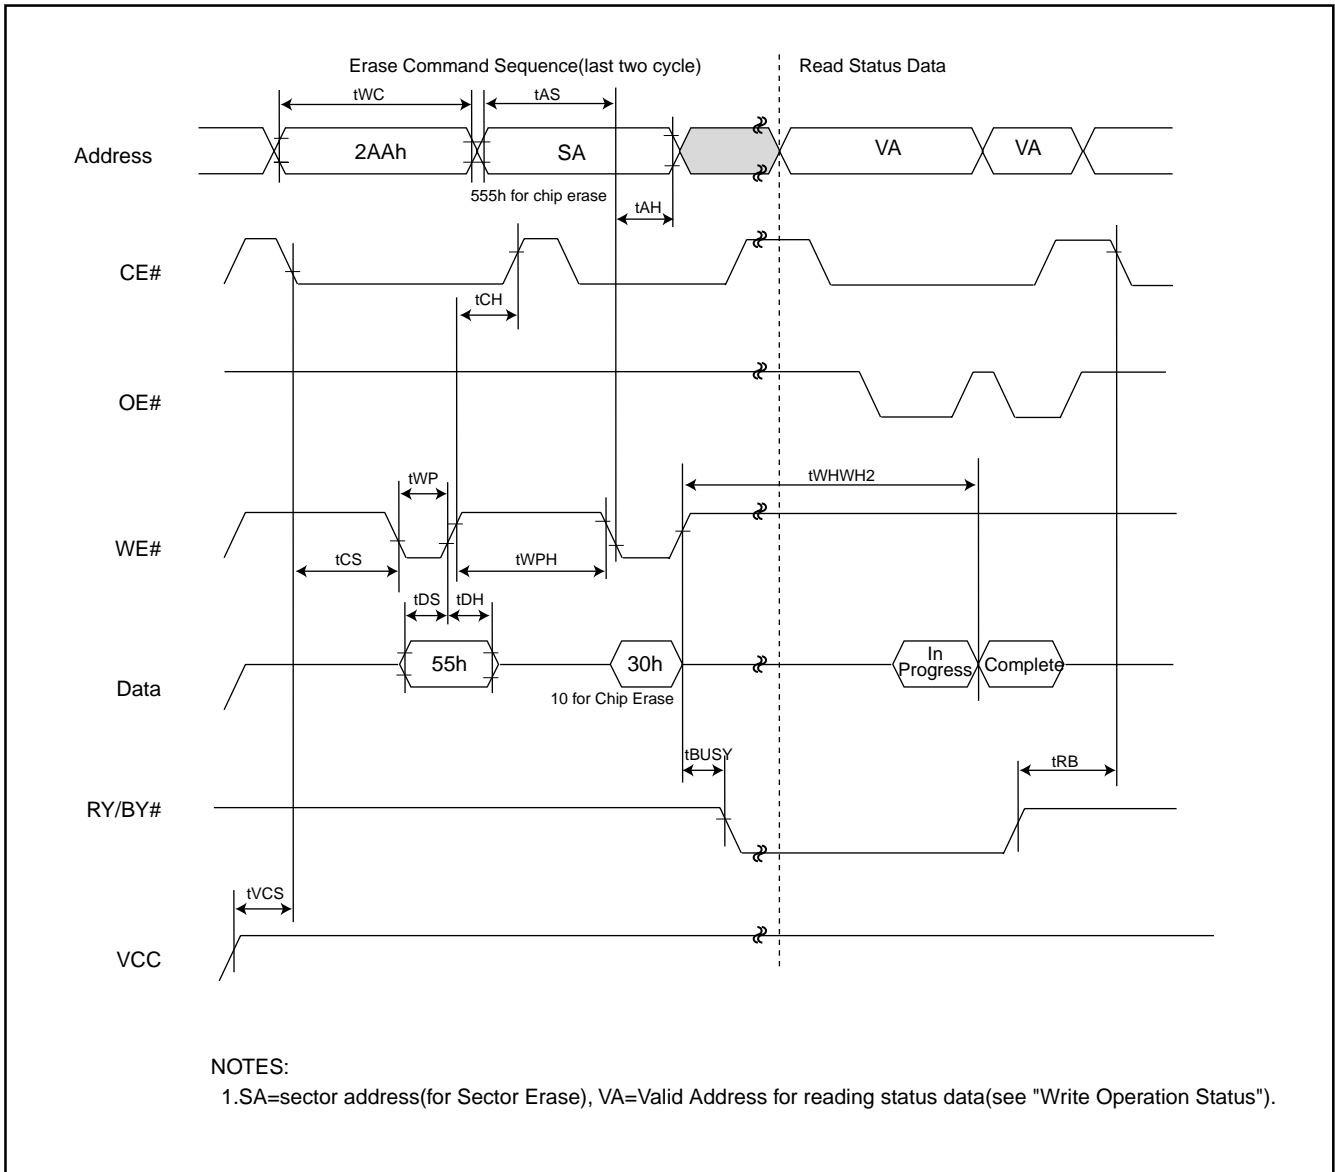 Erase Command Sequence(last two cycle)
Read Status Data
tWC
tAS
Address
2AAh
SA
VA
VA
555h for chip erase
tAH
CE#
tCH
OE#
tWP
tWHWH2
WE#
tCS
tWPH
tDS
tDH
Data
55h
30h
In
Progress
Complete
10 for Chip Erase
tBUSY
tRB
RY/BY#
tVCS
VCC
NOTES:
1.SA=sector address(for Sector Erase), VA=Valid Address for reading status data(see "Write Operation Status").